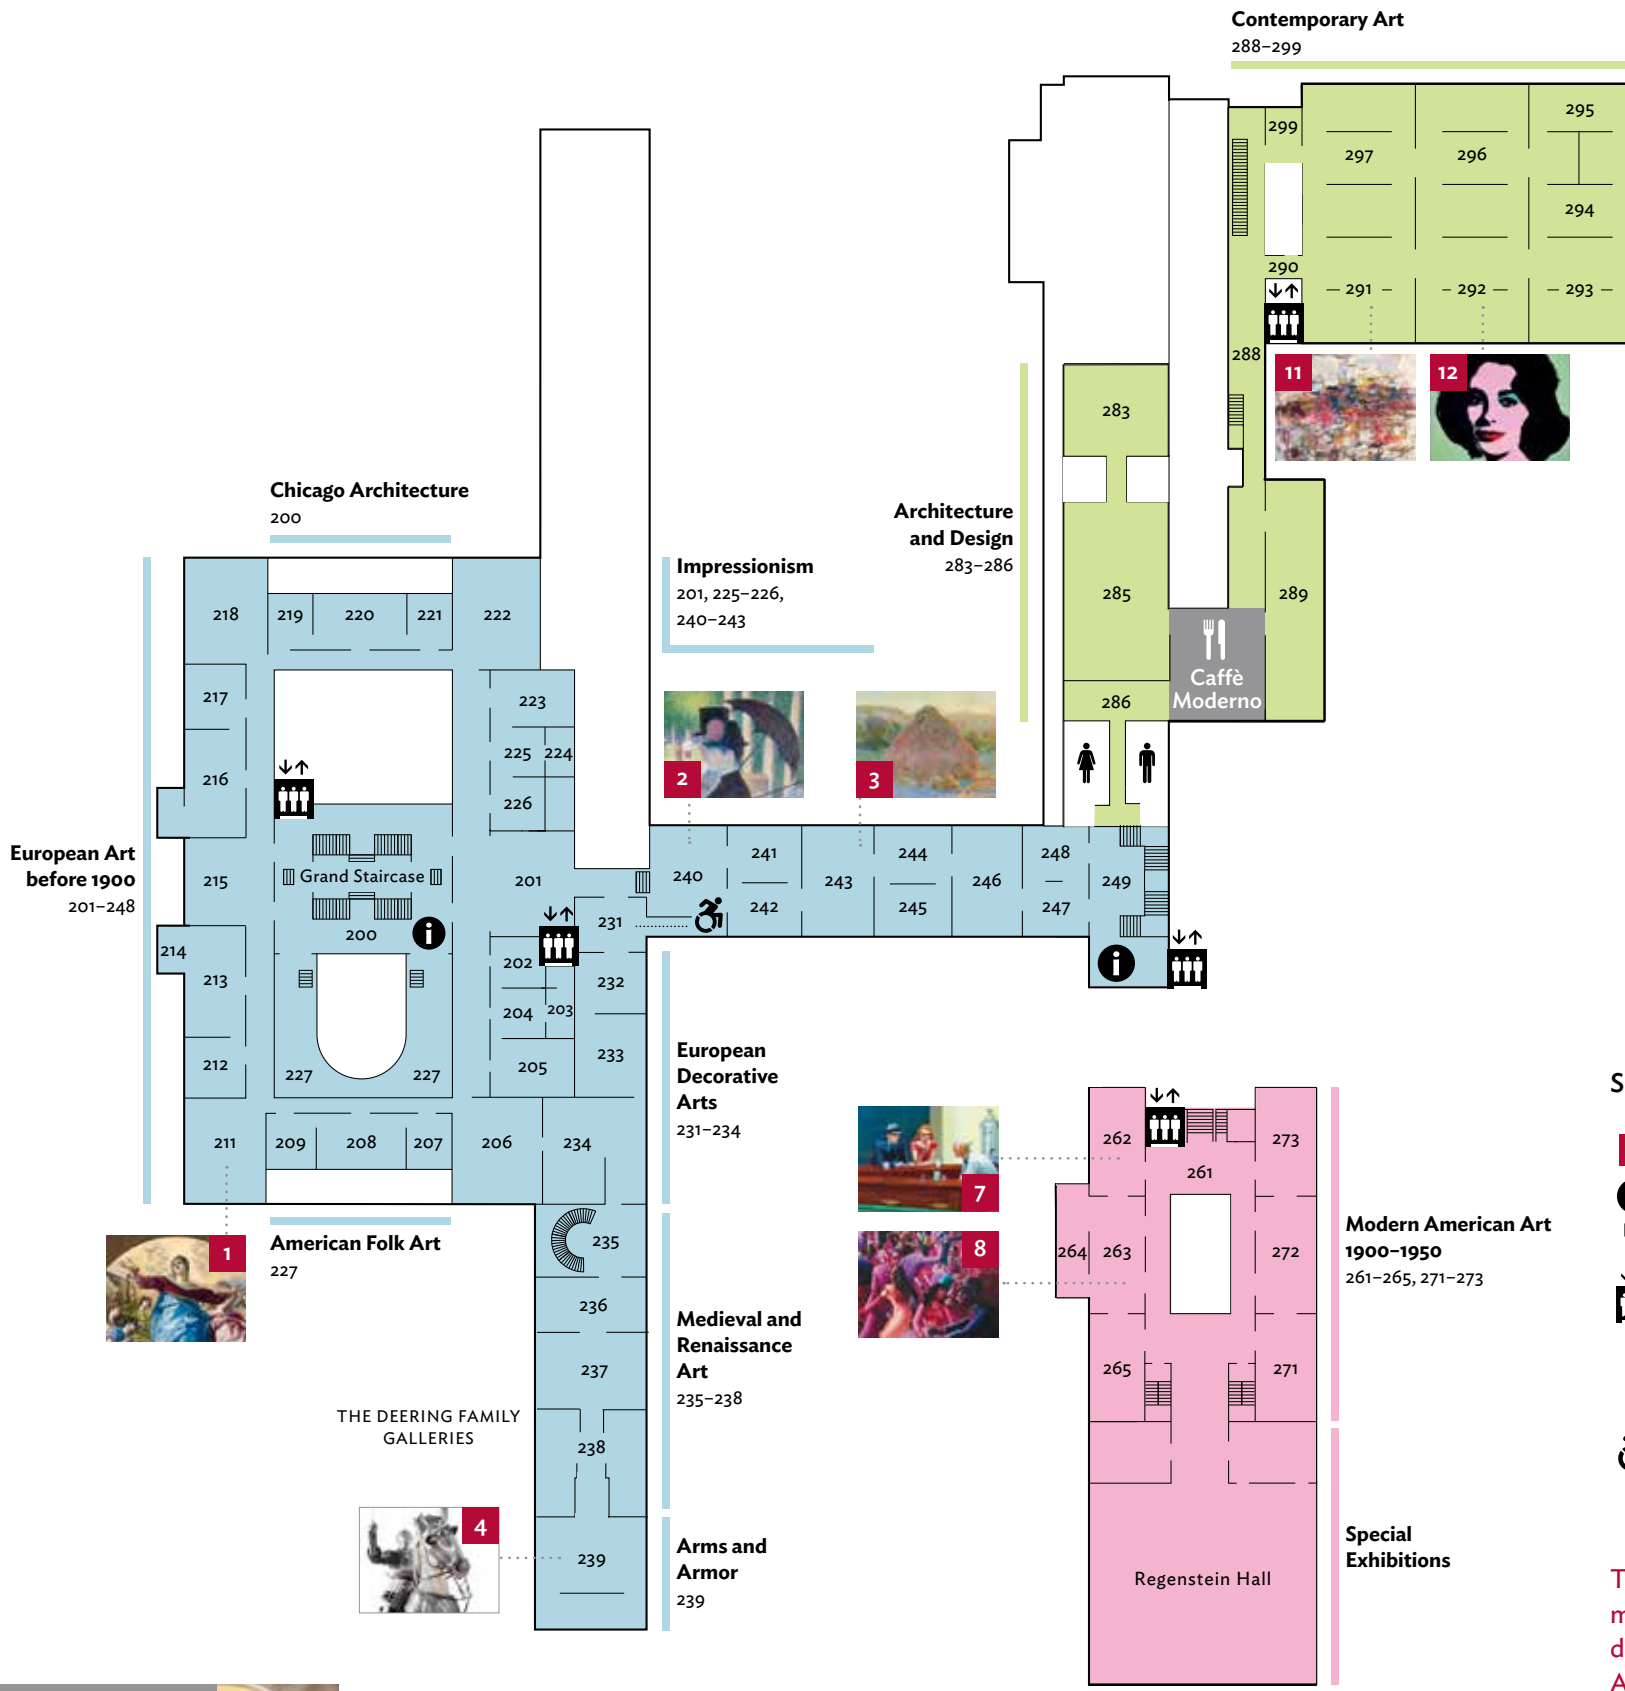 Contemporary Art
288–299
295
299
297
296
294
290
291
292
293
288
11
12
283
Chicago Architecture
200
Architecture
and Design
283–286
Impressionism
201, 225–226,
240–243
218
219
220
221
222
285
289
Caffè
Moderno
286
217
223
225
224
216
226
2
3
European Art
before 1900
201–248
215
Grand Staircase
201
240
241
243
244
246
248
249
242
245
247
231
200
i
214
213
202
232
i
204
203
233
212
227
227
205
European
Decorative
Arts
231–234
211
209
208
207
206
234
262
273
261
7
S
1
American Folk Art
227
235
8
264
263
272
Modern American Art
1900–1950
261–265, 271–273
236
Medieval and
Renaissance
Art
235–238
237
265
271
THE DEERING FAMILY
GALLERIES
238
4
239
Arms and
Armor
239
Special
Exhibitions
Regenstein Hall
T
m
d
A